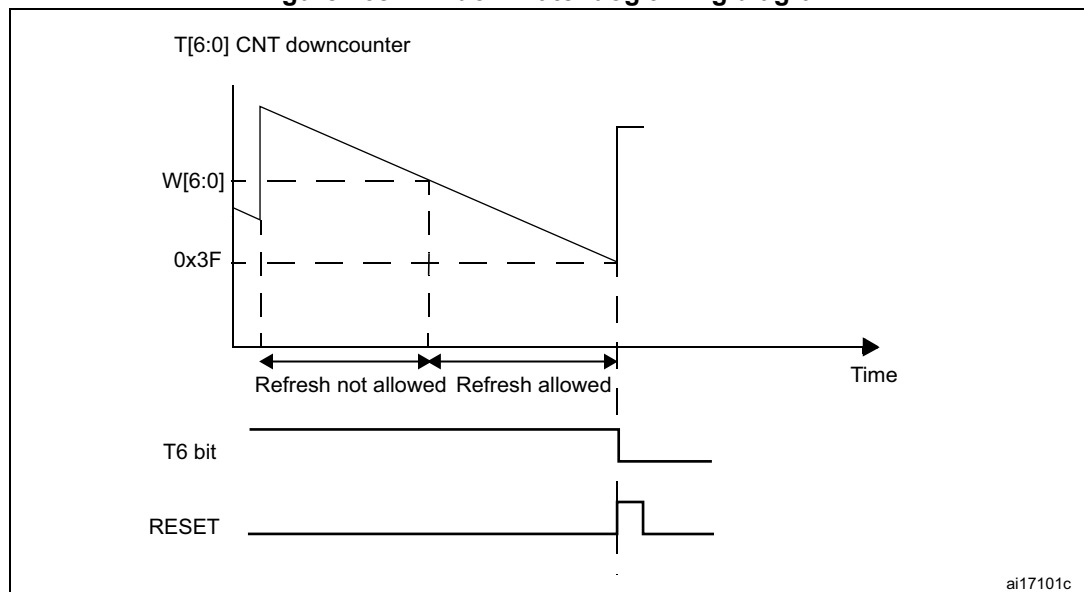 T[6:0] CNT downcounter
W[6:0]
0x3F
Refresh not allowed Refresh allowed
Time
T6 bit
RESET
ai17101c